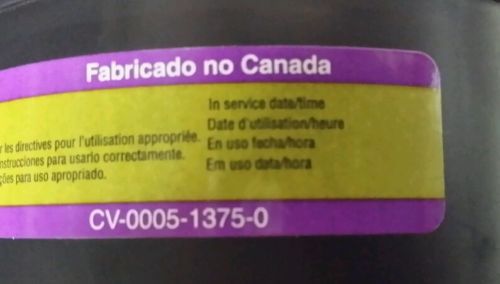 Fabricado no Canada
In service date/time
Date d'utilisation/heure
r les directives pour l'utilisation appropriée.
En uso fecha/hora
nstrucciones para usario correctamente.
Em uso data/hora
ções para uso apropriado.
CV-0005-1375-0